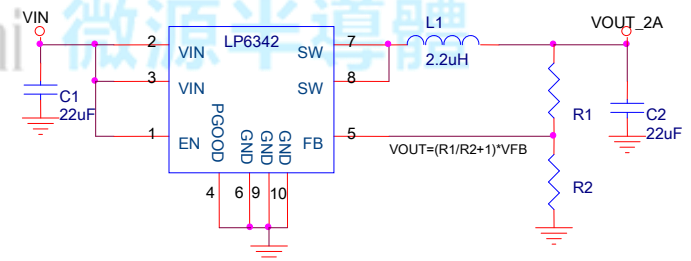 微源半導體
VIN
VOUT_2A
L1
2.2uH
LP6342
2 VIN
3 VIN
1 EN
SW 7
SW 8
FB 5
PGOOD
GND
GND
GND
4 6 9 10
C1
22uF
VOUT=(R1/R2+1)*VFB
R1
R2
C2
22uF